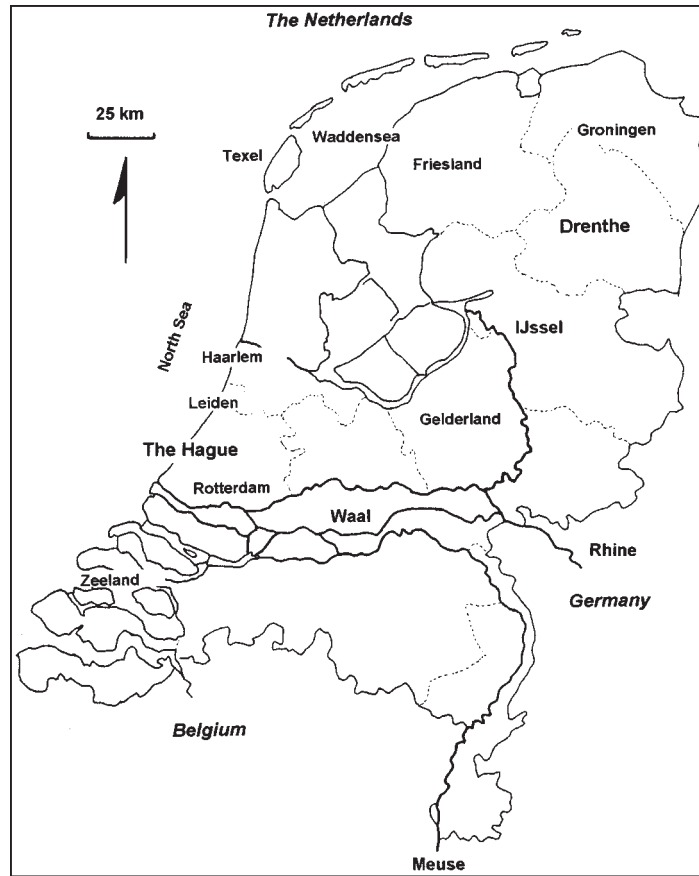 The Netherlands
25 km
Waddensea
Texel
Groningen
Friesland
Drenthe
North Sea
IJssel
Haarlem
Leiden
Gelderland
The Hague
Rotterdam
Waal
Rhine
Zeeland
Germany
Belgium
Meuse